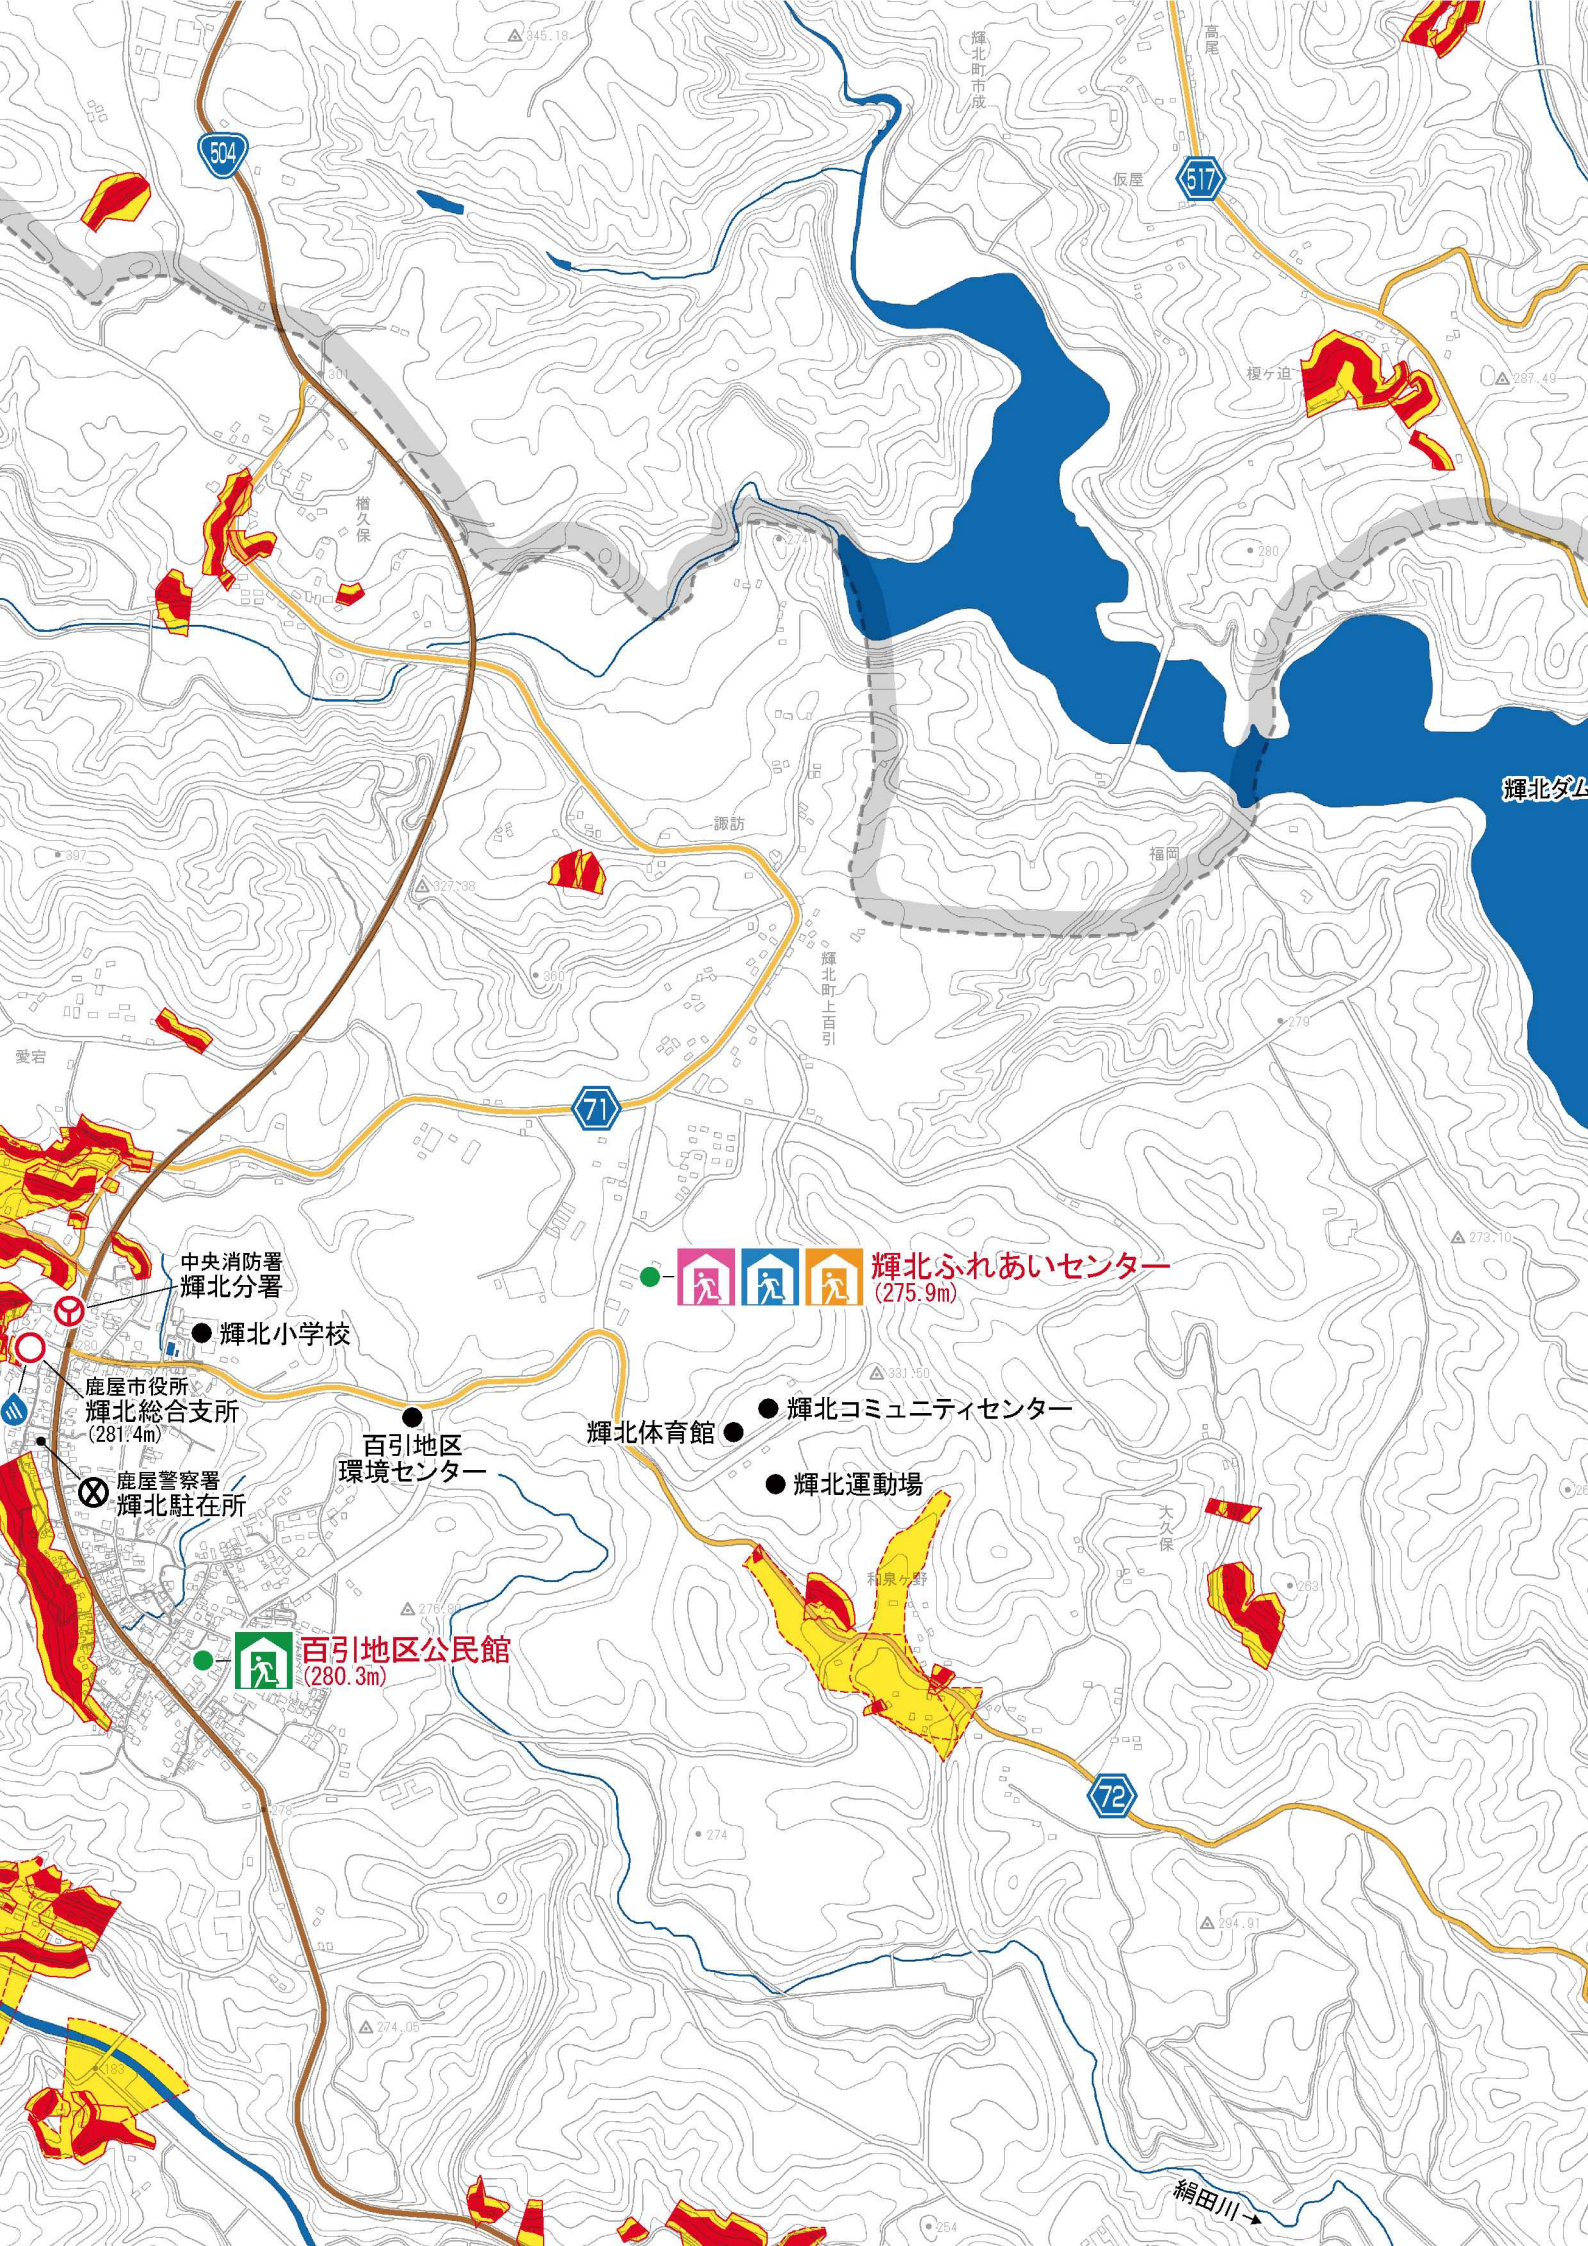 345.18
輝北町市成
高尾
504
仮屋
517
301
榎ヶ迫
287.49
楢久保
274
280
輝北ダム
諏訪
福岡
397
327.38
360
輝北町上百引
279
愛宕
71
273.10
中央消防署
輝北分署
輝北ふれあいセンター
(275.9m)
輝北小学校
280
331.50
鹿屋市役所
輝北総合支所
(281.4m)
輝北コミュニティセンター
輝北体育館
百引地区
環境センター
鹿屋警察署
輝北駐在所
輝北運動場
大久保
和泉ヶ野
263
276.80
百引地区公民館
(280.3m)
72
278
274
294.91
274.05
183
絹田川→
254